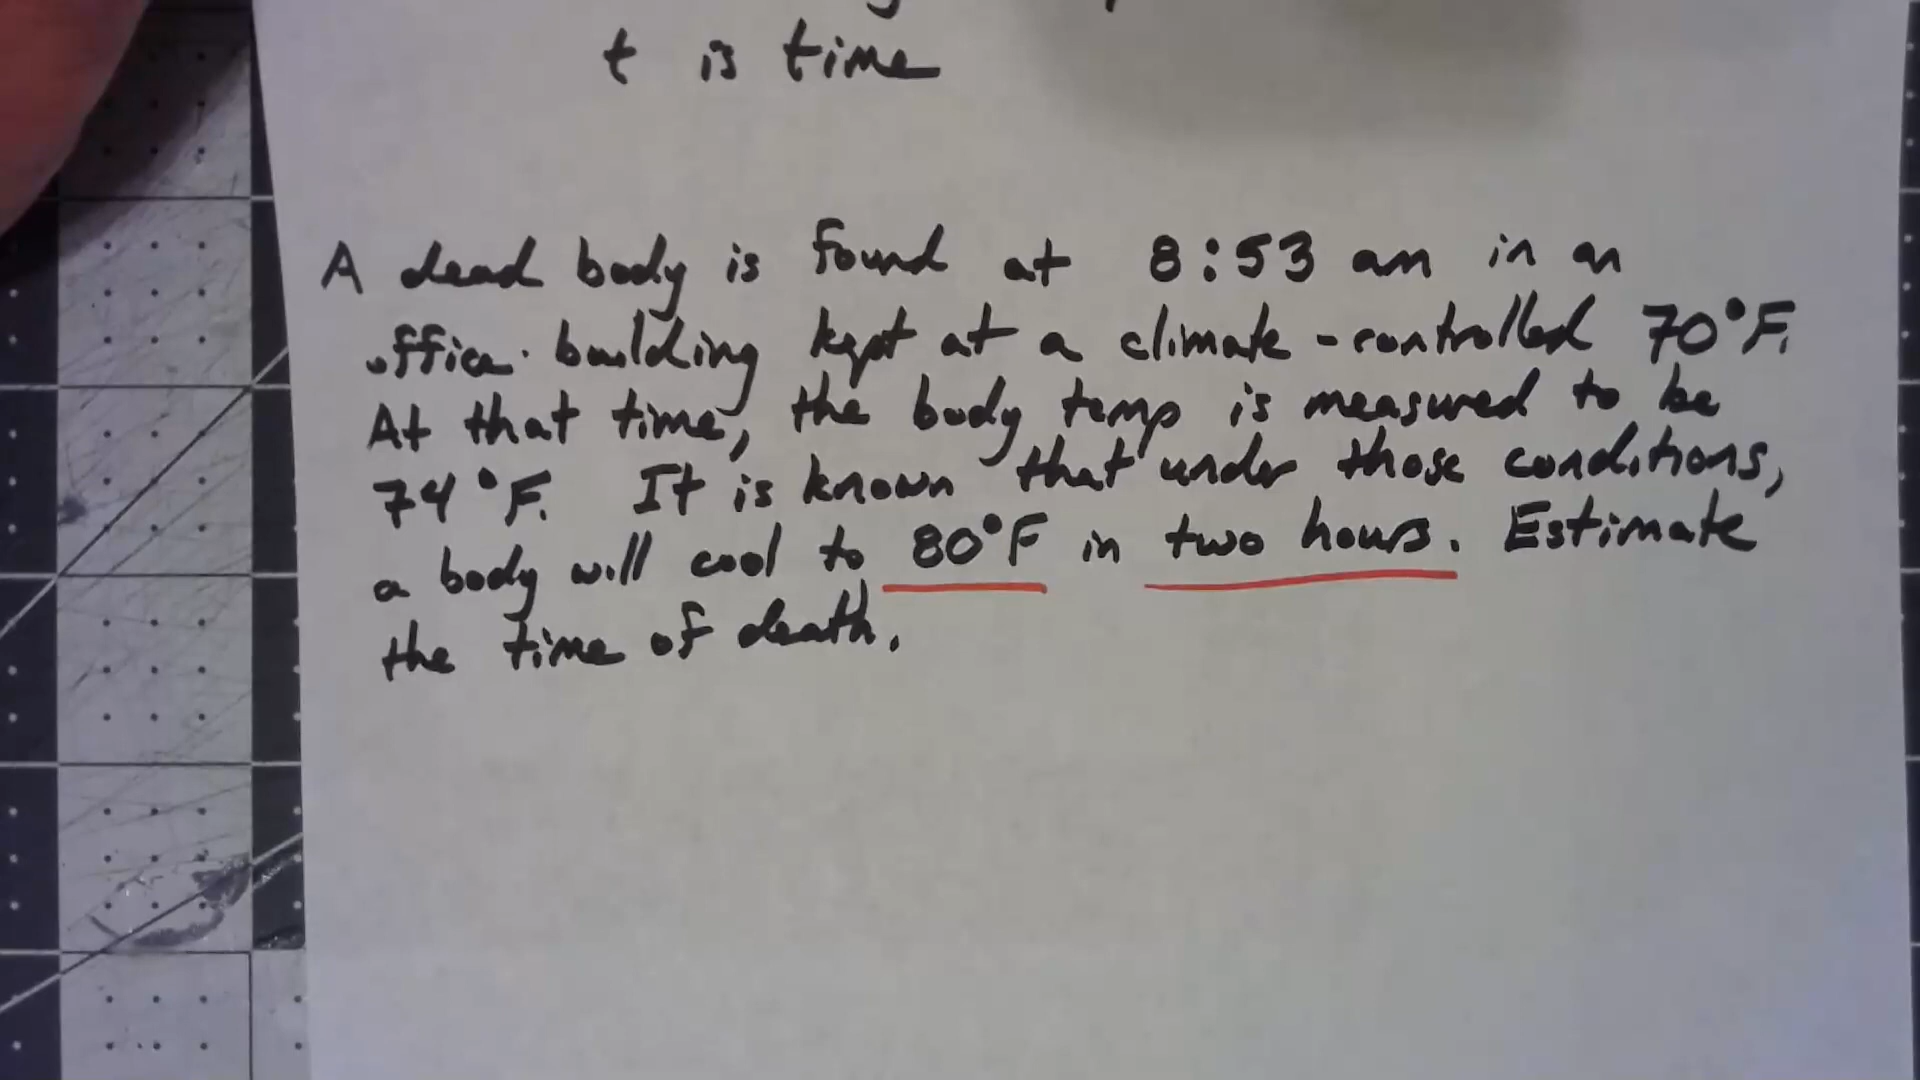 t is time
A dead body is found at 8:53 am in an
office building kept at a climate-controlled 70°F.
At that time, the body temp is measured to be
74°F. It is known that under those conditions,
a body will cool to 80°F in two hours. Estimate
the time of death.